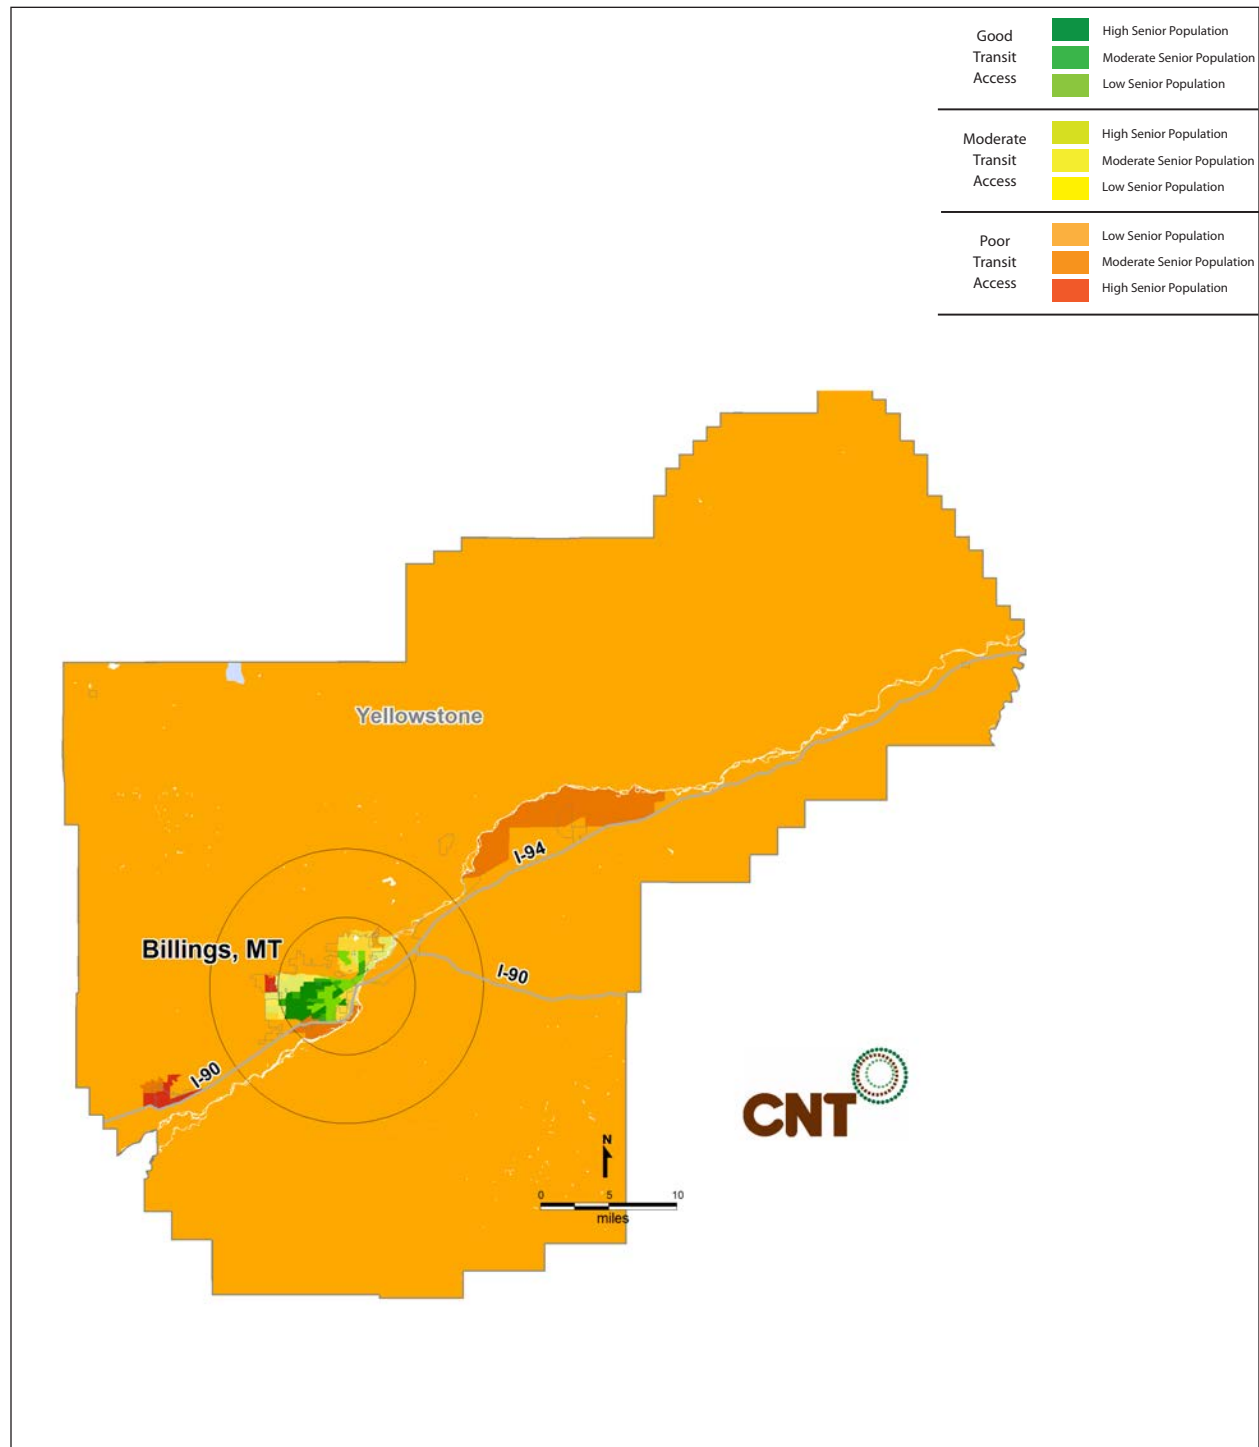 Good
Transit
Access
High Senior Population
Moderate Senior Population
Low Senior Population
Moderate
Transit
Access
High Senior Population
Moderate Senior Population
Low Senior Population
Poor
Transit
Access
Low Senior Population
Moderate Senior Population
High Senior Population
Yellowstone
I-94
Billings, MT
I-90
I-90
CNT
N
0 5 10
miles